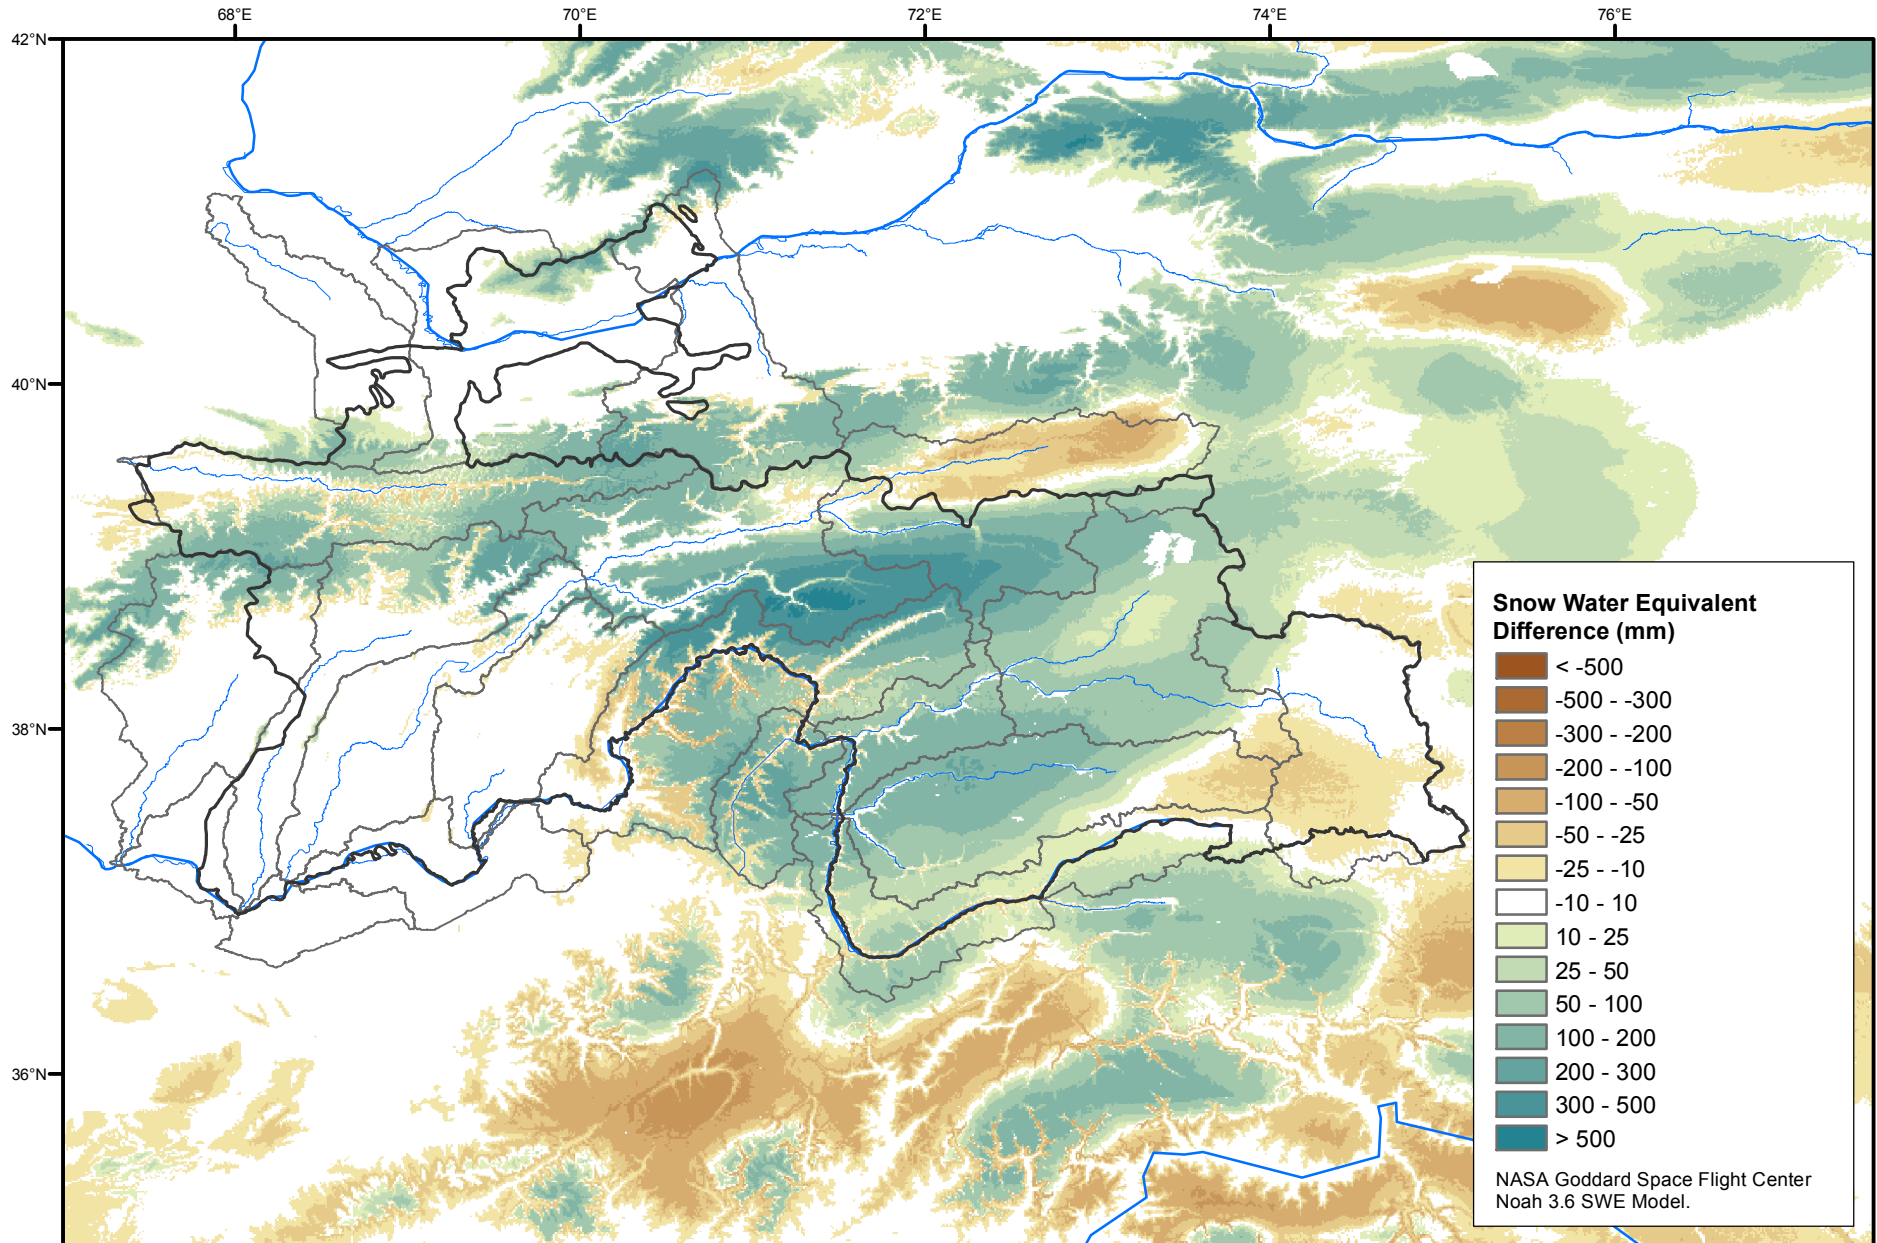 68°E
70°E
72°E
74°E
76°E
42°N
40°N
38°N
36°N
Snow Water Equivalent
Difference (mm)
< -500
-500 - -300
-300 - -200
-200 - -100
-100 - -50
-50 - -25
-25 - -10
-10 - 10
10 - 25
25 - 50
50 - 100
100 - 200
200 - 300
300 - 500
> 500
NASA Goddard Space Flight Center
Noah 3.6 SWE Model.